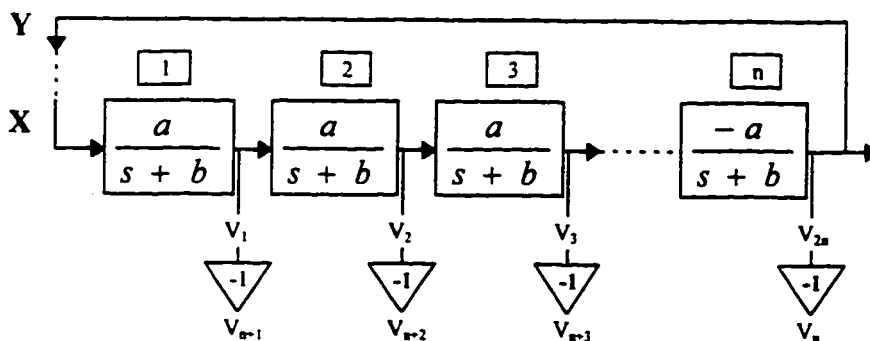 Y
1 2 3 n
X
a a a -a
s + b s + b s + b s + b
V1 V2 V3 V2n
-1 -1 -1 -1
Vn+1 Vn+2 Vn+3 Vn